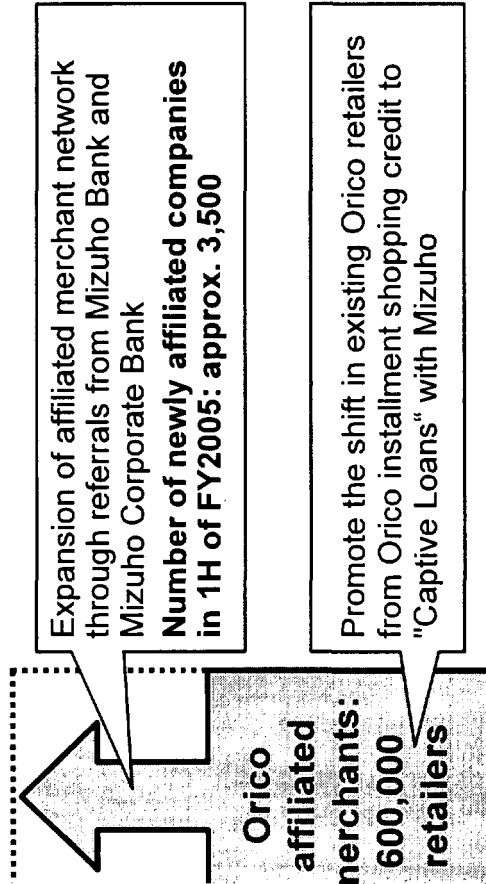 Expansion of affiliated merchant network
through referrals from Mizuho Bank and
Mizuho Corporate Bank
Number of newly affiliated companies
in 1H of FY2005: approx. 3,500
Promote the shift in existing Orico retailers
from Orico installment shopping credit to
"Captive Loans“ with Mizuho
Orico
affiliated
merchants:
600,000
retailers